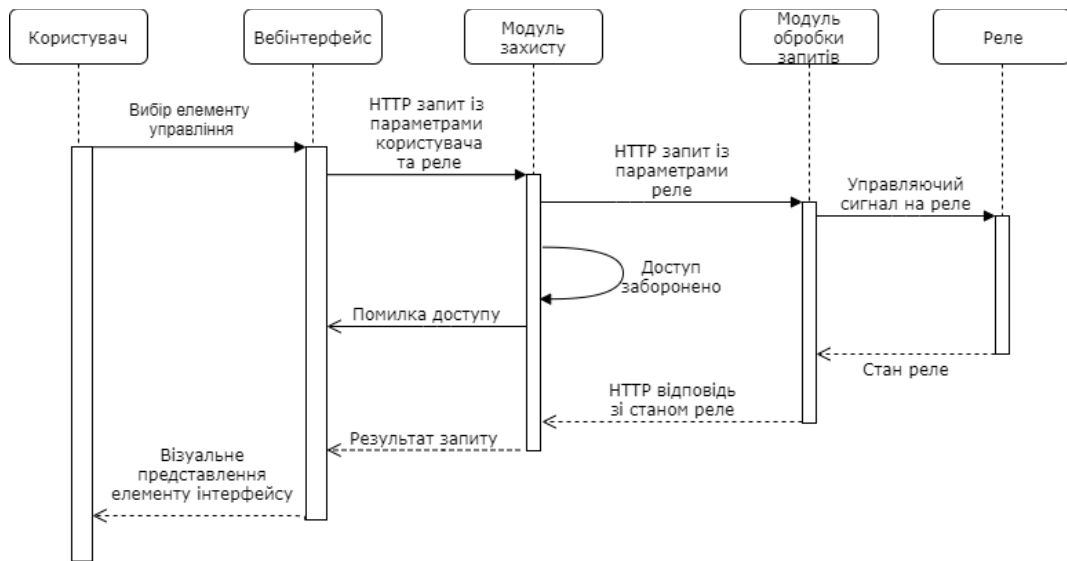 Користувач
Вебінтерфейс
Модуль
захисту
Модуль
обробки
запитів
Реле
Вибір елементу
управління
HTTP запит із
параметрами
користувача
та реле
HTTP запит із
параметрами
реле
Управляючий
сигнал на реле
Доступ
заборонено
Помилка доступу
Стан реле
HTTP відповідь
зі станом реле
Результат запиту
Візуальне
представлення
елементу інтерфейсу